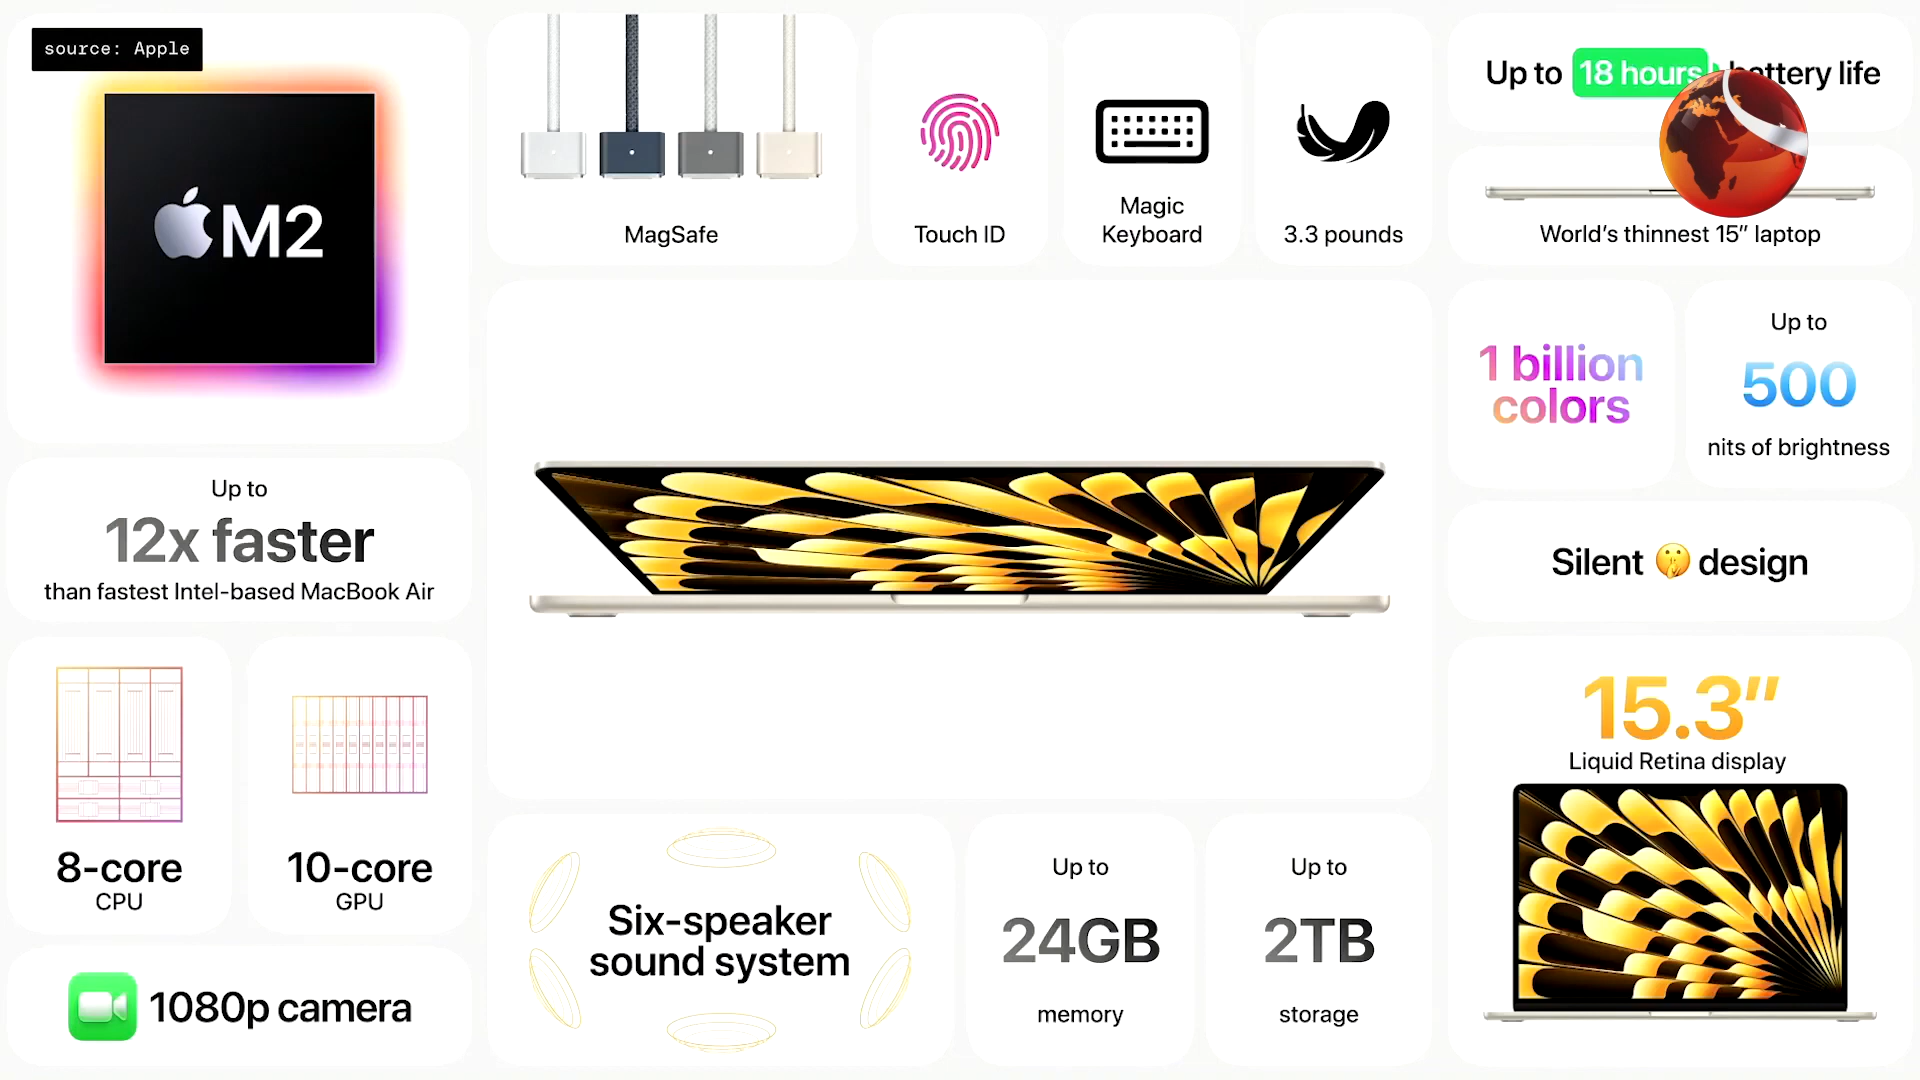 source: Apple
M2
Up to
12x faster
than fastest Intel-based MacBook Air
8-core
CPU
10-core
GPU
1080p camera
MagSafe
Touch ID
Magic
Keyboard
3.3 pounds
Six-speaker
sound system
Up to
24GB
memory
Up to
2TB
storage
Up to 18 hours battery life
World's thinnest 15" laptop
1 billion
colors
Up to
500
nits of brightness
Silent design
15.3"
Liquid Retina display